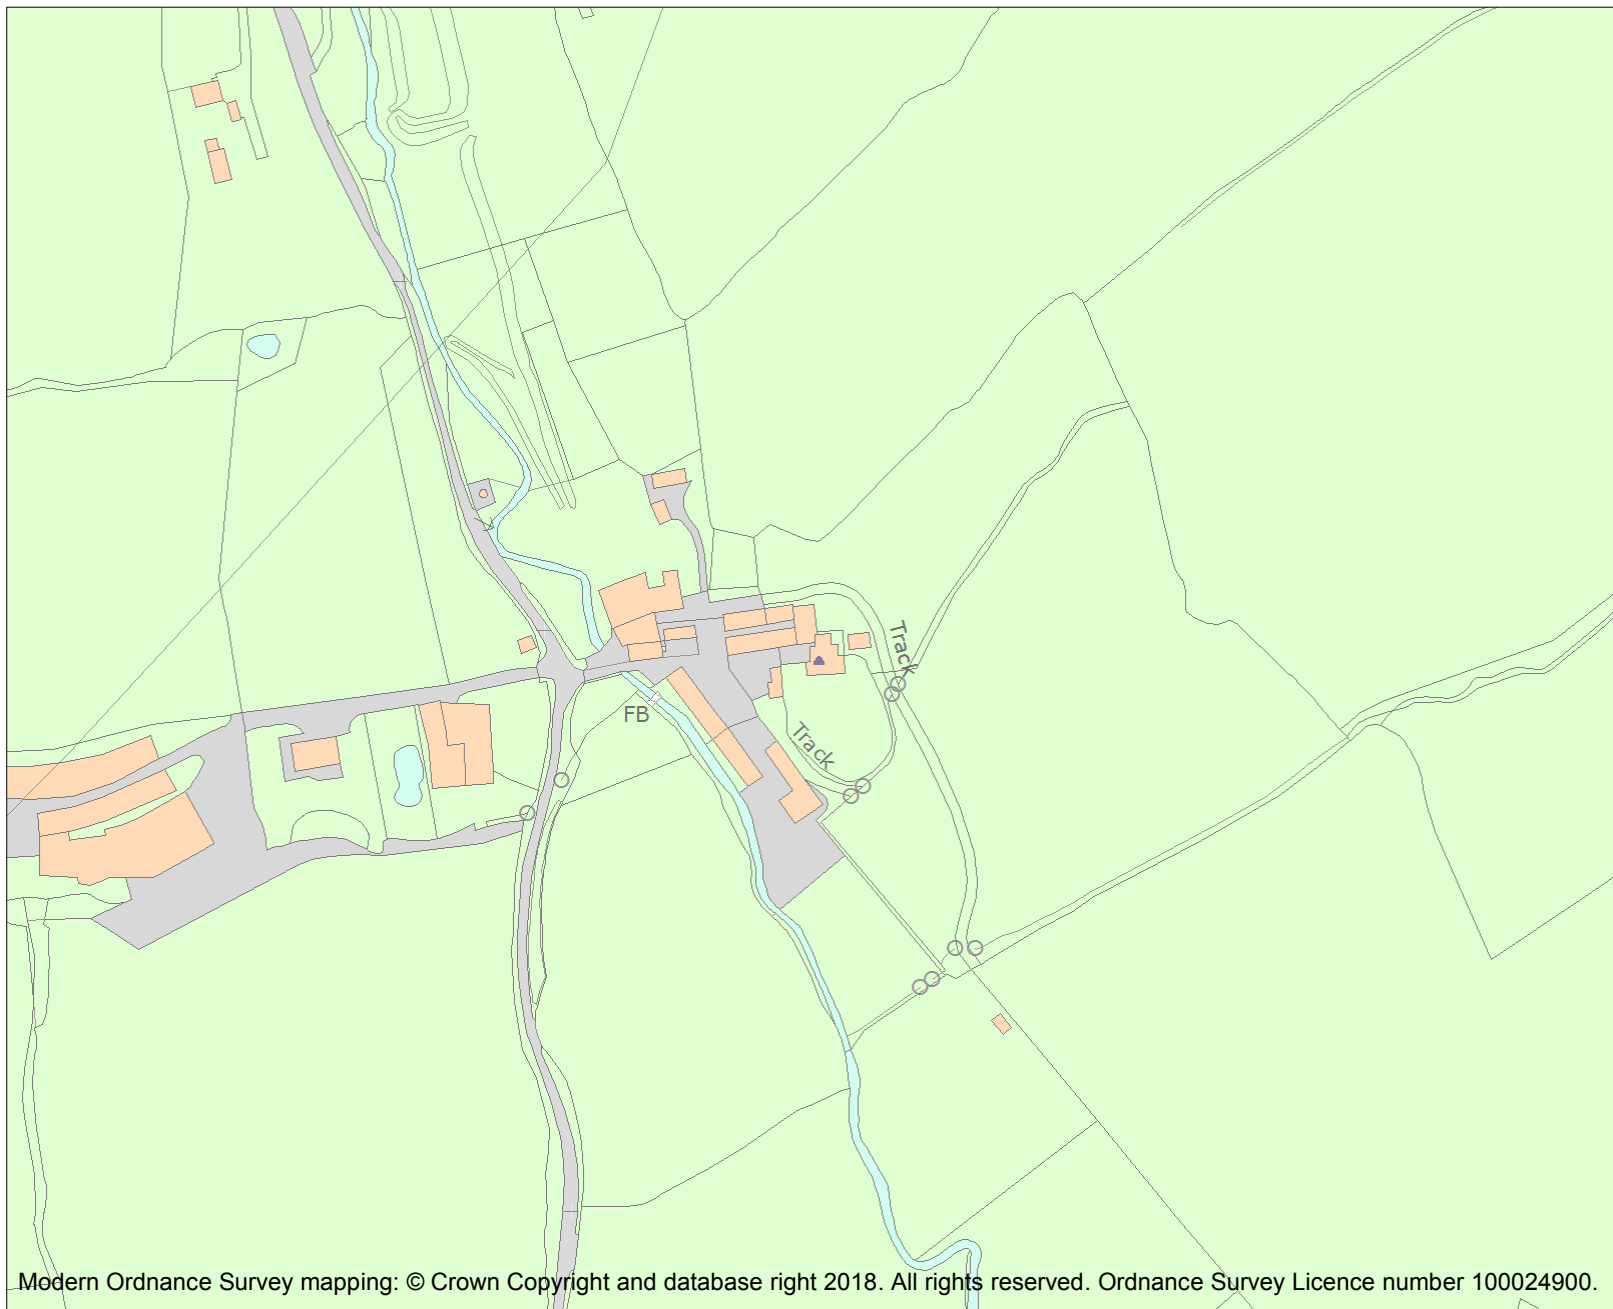 Track
FB
Track
Modern Ordnance Survey mapping: © Crown Copyright and database right 2018. All rights reserved. Ordnance Survey Licence number 100024900.